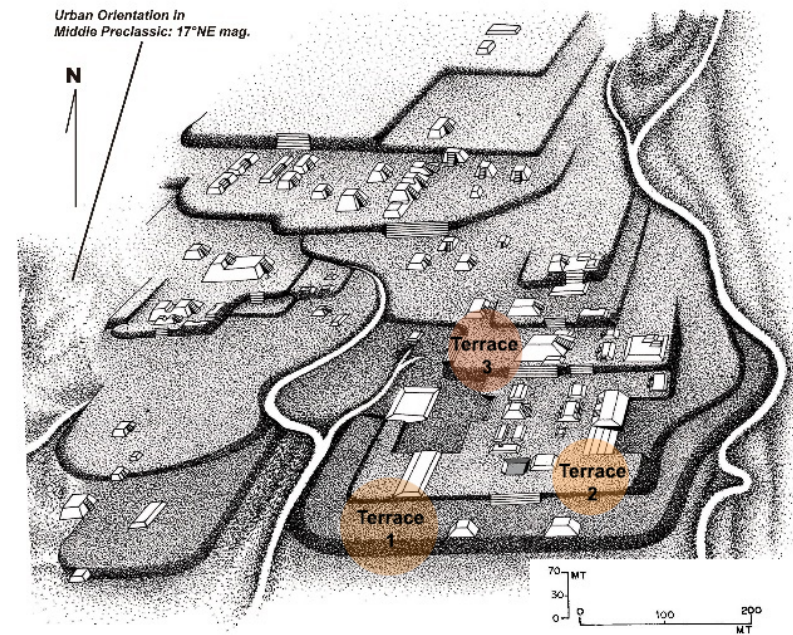 Urban Orientation in
Middle Preclassic: 17°NE mag.
N
Terrace
3
Terrace
2
Terrace
1
70 MT
30
0
0 100 200
MT